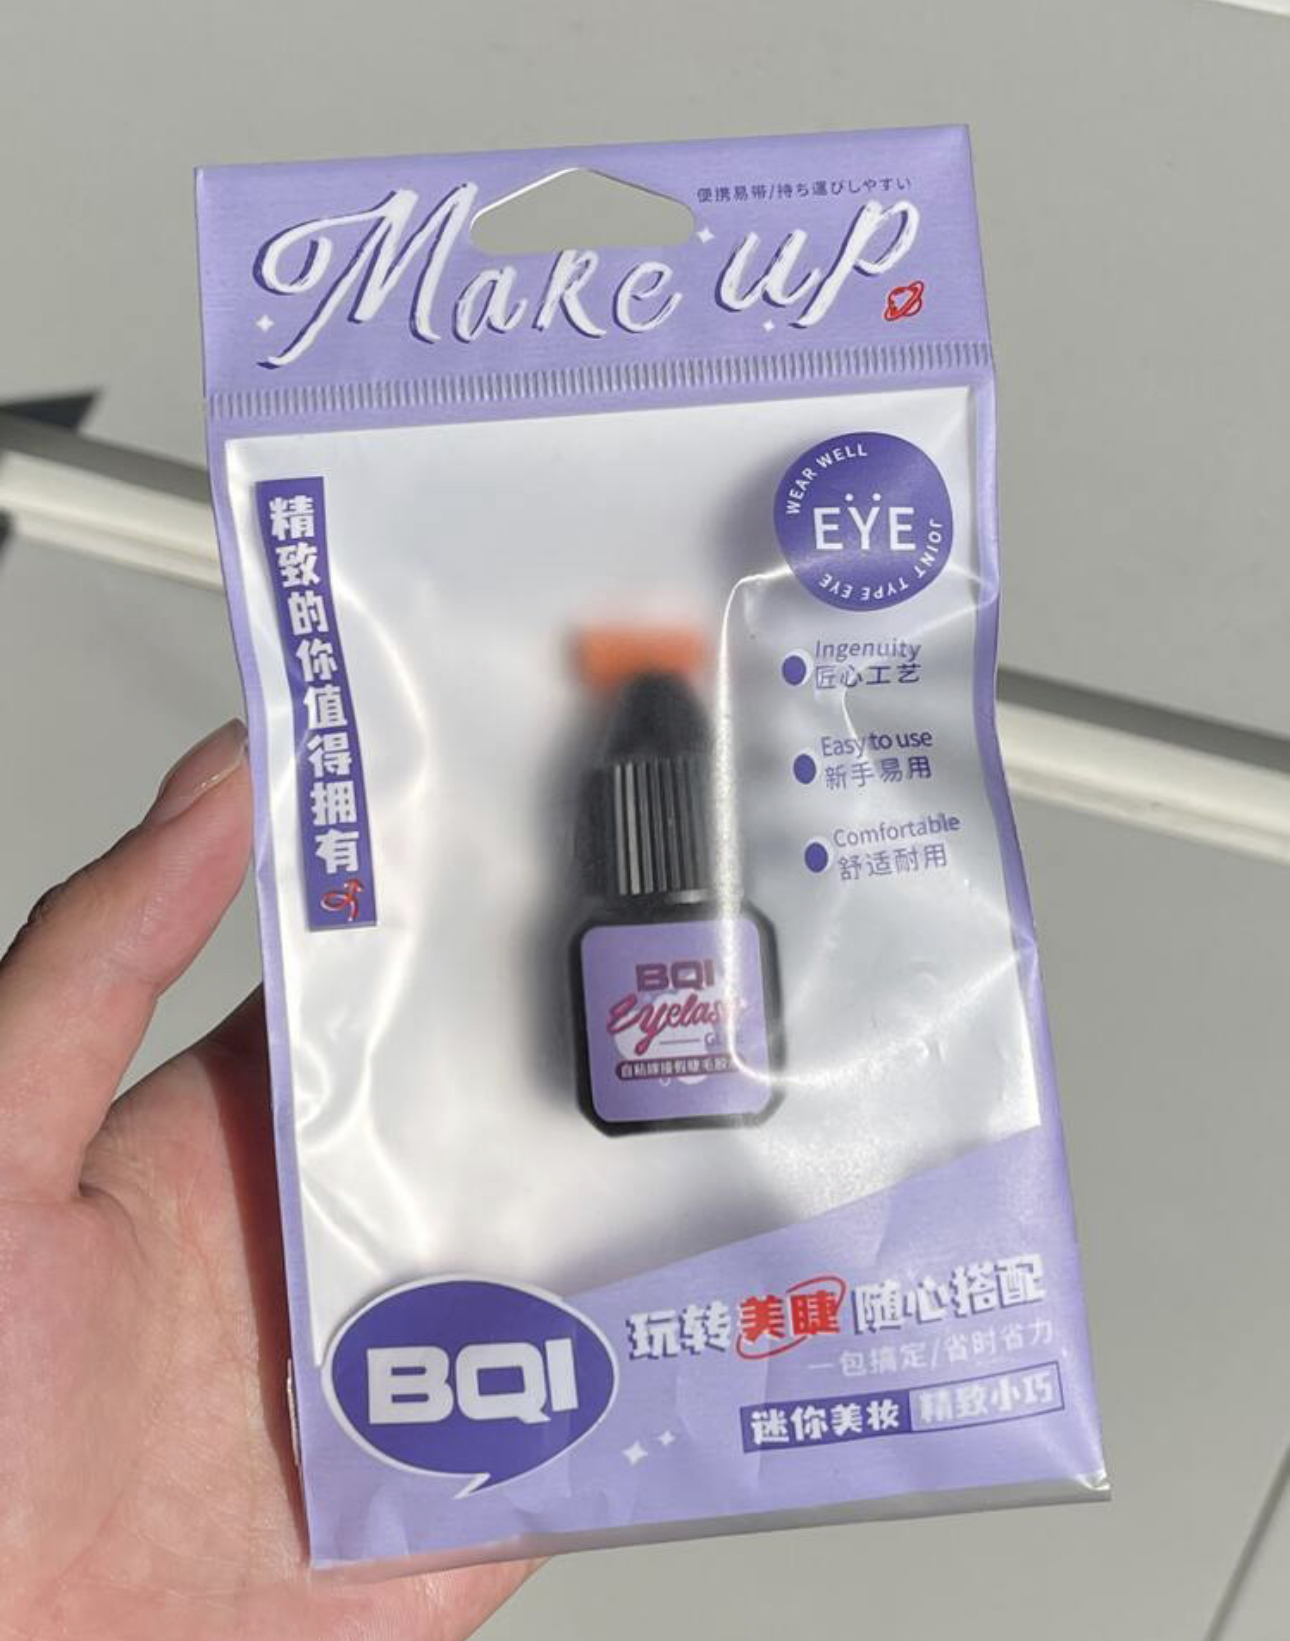 便携易带/持ち運びしやすい
Make up
精致的你值得拥有
WEAR WELL
EYE
JOINT TYPE EYE
Ingenuity
匠心工艺
Easy to use
新手易用
Comfortable
舒适耐用
BQI
Eyelash
BQI
玩转美睫随心搭配
一包搞定/省时省力
迷你美妆 精致小巧